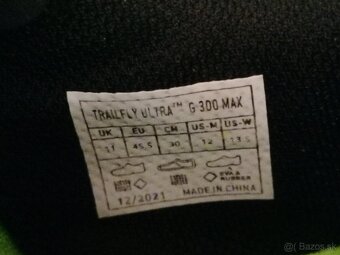 TRAILFLY ULTRA™ G 300 MAX
UK EU CM US-M US-W
11 45.5 30 12 13.5
EVA & RUBBER
12/2021 MADE IN CHINA
© Bazos.sk